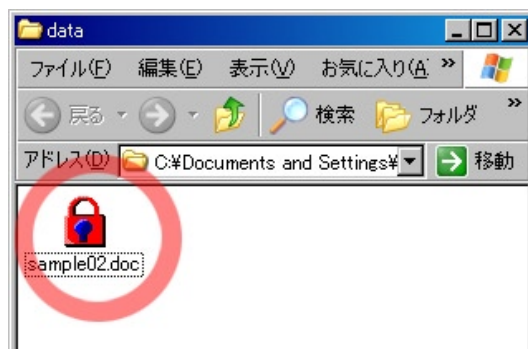 data
ファイル(F) 編集(E) 表示(V) お気に入り(A) »
戻る 検索 フォルダ »
アドレス(D) C:¥Documents and Settings¥ 移動
sample02.doc